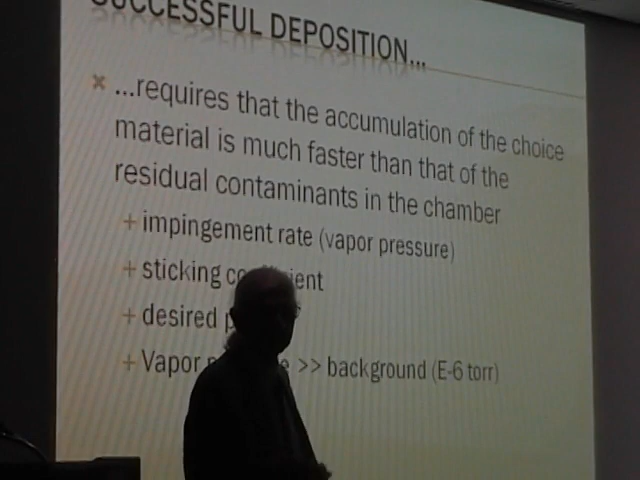 SUCCESSFUL DEPOSITION...
...requires that the accumulation of the choice
material is much faster than that of the
residual contaminants in the chamber
+ impingement rate (vapor pressure)
+ sticking
+ desired
+ Vapor >> background (E-6 torr)